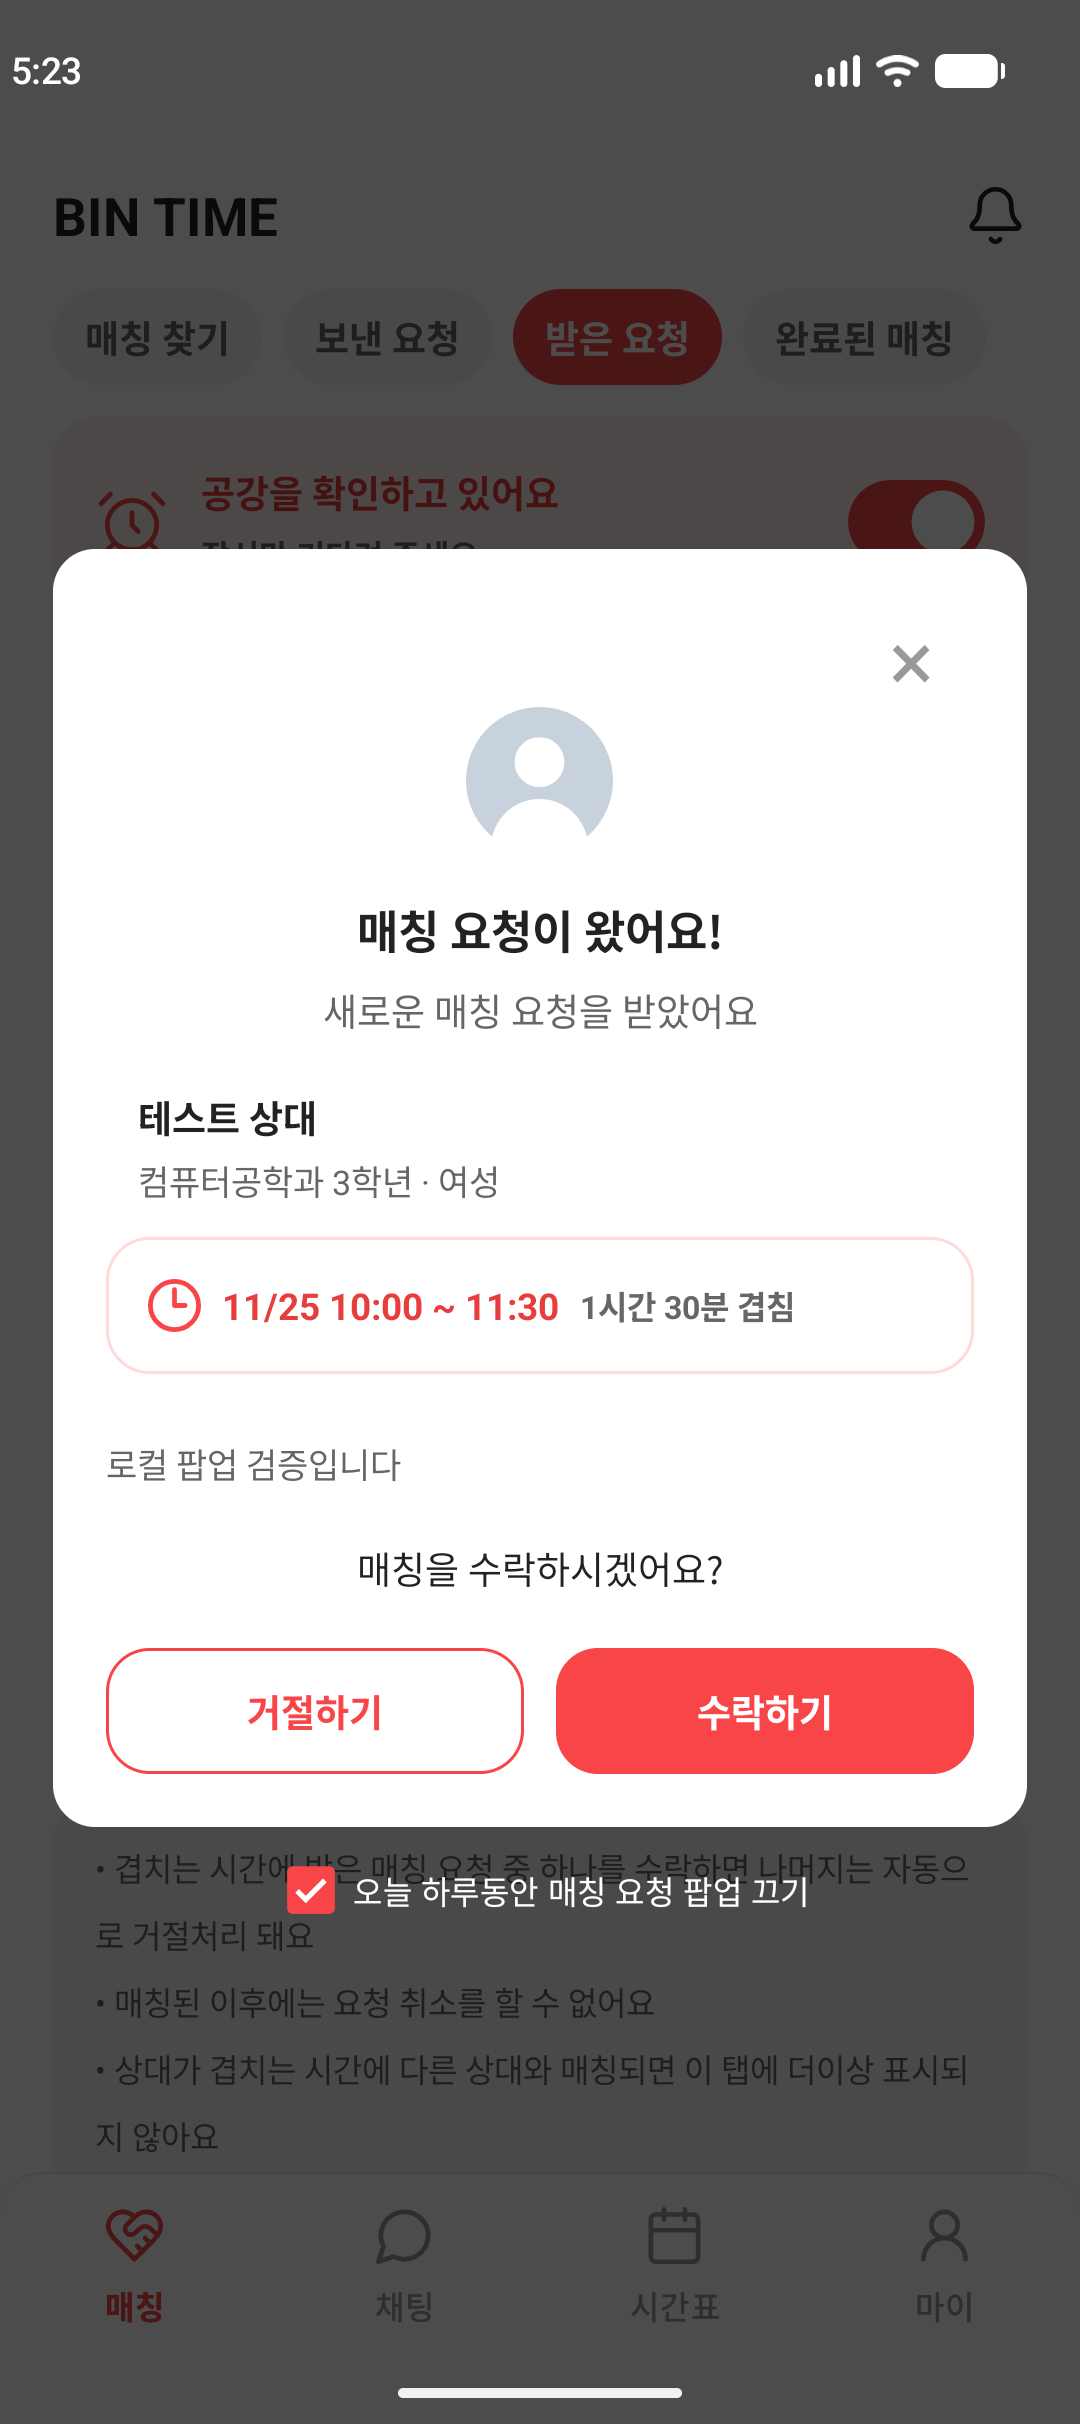 5:23
BIN TIME
매칭 찾기 보낸 요청 받은 요청 완료된 매칭
공강을 확인하고 있어요
매칭 요청이 왔어요!
새로운 매칭 요청을 받았어요
테스트 상대
컴퓨터공학과 3학년 · 여성
11/25 10:00 ~ 11:30 1시간 30분 겹침
로컬 팝업 검증입니다
매칭을 수락하시겠어요?
거절하기 수락하기
• 겹치는 시간에 받은 매칭 요청 중 하나를 수락하면 나머지는 자동으
오늘 하루동안 매칭 요청 팝업 끄기
로 거절처리 돼요
• 매칭된 이후에는 요청 취소를 할 수 없어요
• 상대가 겹치는 시간에 다른 상대와 매칭되면 이 탭에 더이상 표시되
지 않아요
매칭 채팅 시간표 마이